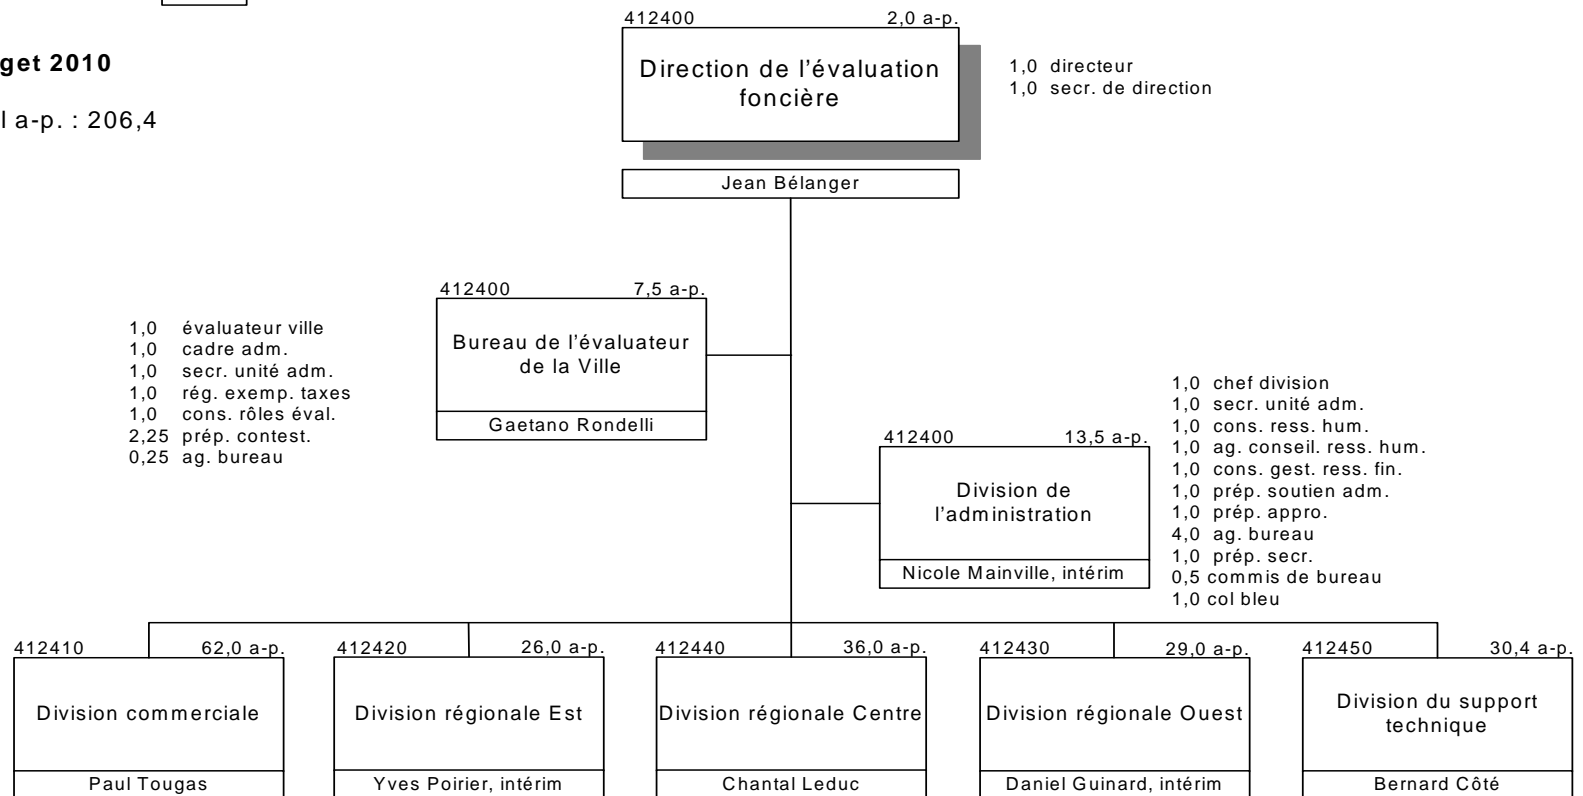 get 2010
l a-p. : 206,4
412400 2,0 a-p.
Direction de l'évaluation
foncière
Jean Bélanger
1,0 directeur
1,0 secr. de direction
412400 7,5 a-p.
Bureau de l'évaluateur
de la Ville
Gaetano Rondelli
1,0 évaluateur ville
1,0 cadre adm.
1,0 secr. unité adm.
1,0 rég. exemp. taxes
1,0 cons. rôles éval.
2,25 prép. contest.
0,25 ag. bureau
412400 13,5 a-p.
Division de
l'administration
Nicole Mainville, intérim
1,0 chef division
1,0 secr. unité adm.
1,0 cons. ress. hum.
1,0 ag. conseil. ress. hum.
1,0 cons. gest. ress. fin.
1,0 prép. soutien adm.
1,0 prép. appro.
4,0 ag. bureau
1,0 prép. secr.
0,5 commis de bureau
1,0 col bleu
412410 62,0 a-p.
Division commerciale
Paul Tougas
412420 26,0 a-p.
Division régionale Est
Yves Poirier, intérim
412440 36,0 a-p.
Division régionale Centre
Chantal Leduc
412430 29,0 a-p.
Division régionale Ouest
Daniel Guinard, intérim
412450 30,4 a-p.
Division du support
technique
Bernard Côté